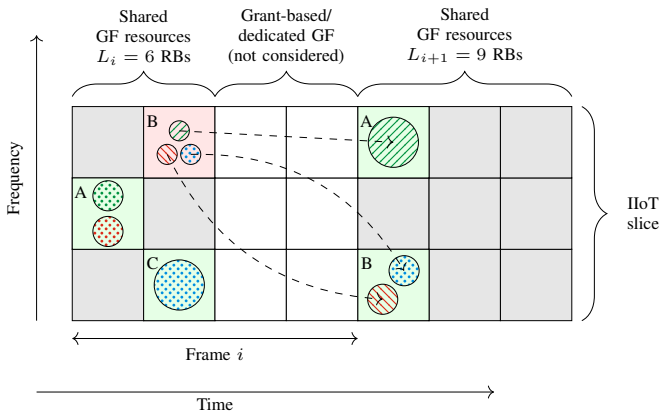 Shared
GF resources
L_i = 6 RBs
Grant-based/
dedicated GF
(not considered)
Shared
GF resources
L_{i+1} = 9 RBs
Frequency
B
A
A
C
B
IIoT
slice
Frame i
Time